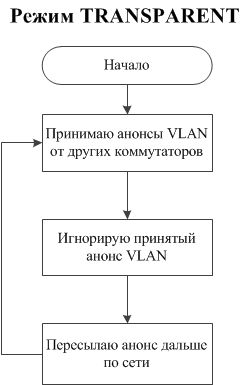 Режим TRANSPARENT
Начало
Принимаю анонсы VLAN
от других коммутаторов
Игнорирую принятый
анонс VLAN
Пересылаю анонс дальше
по сети